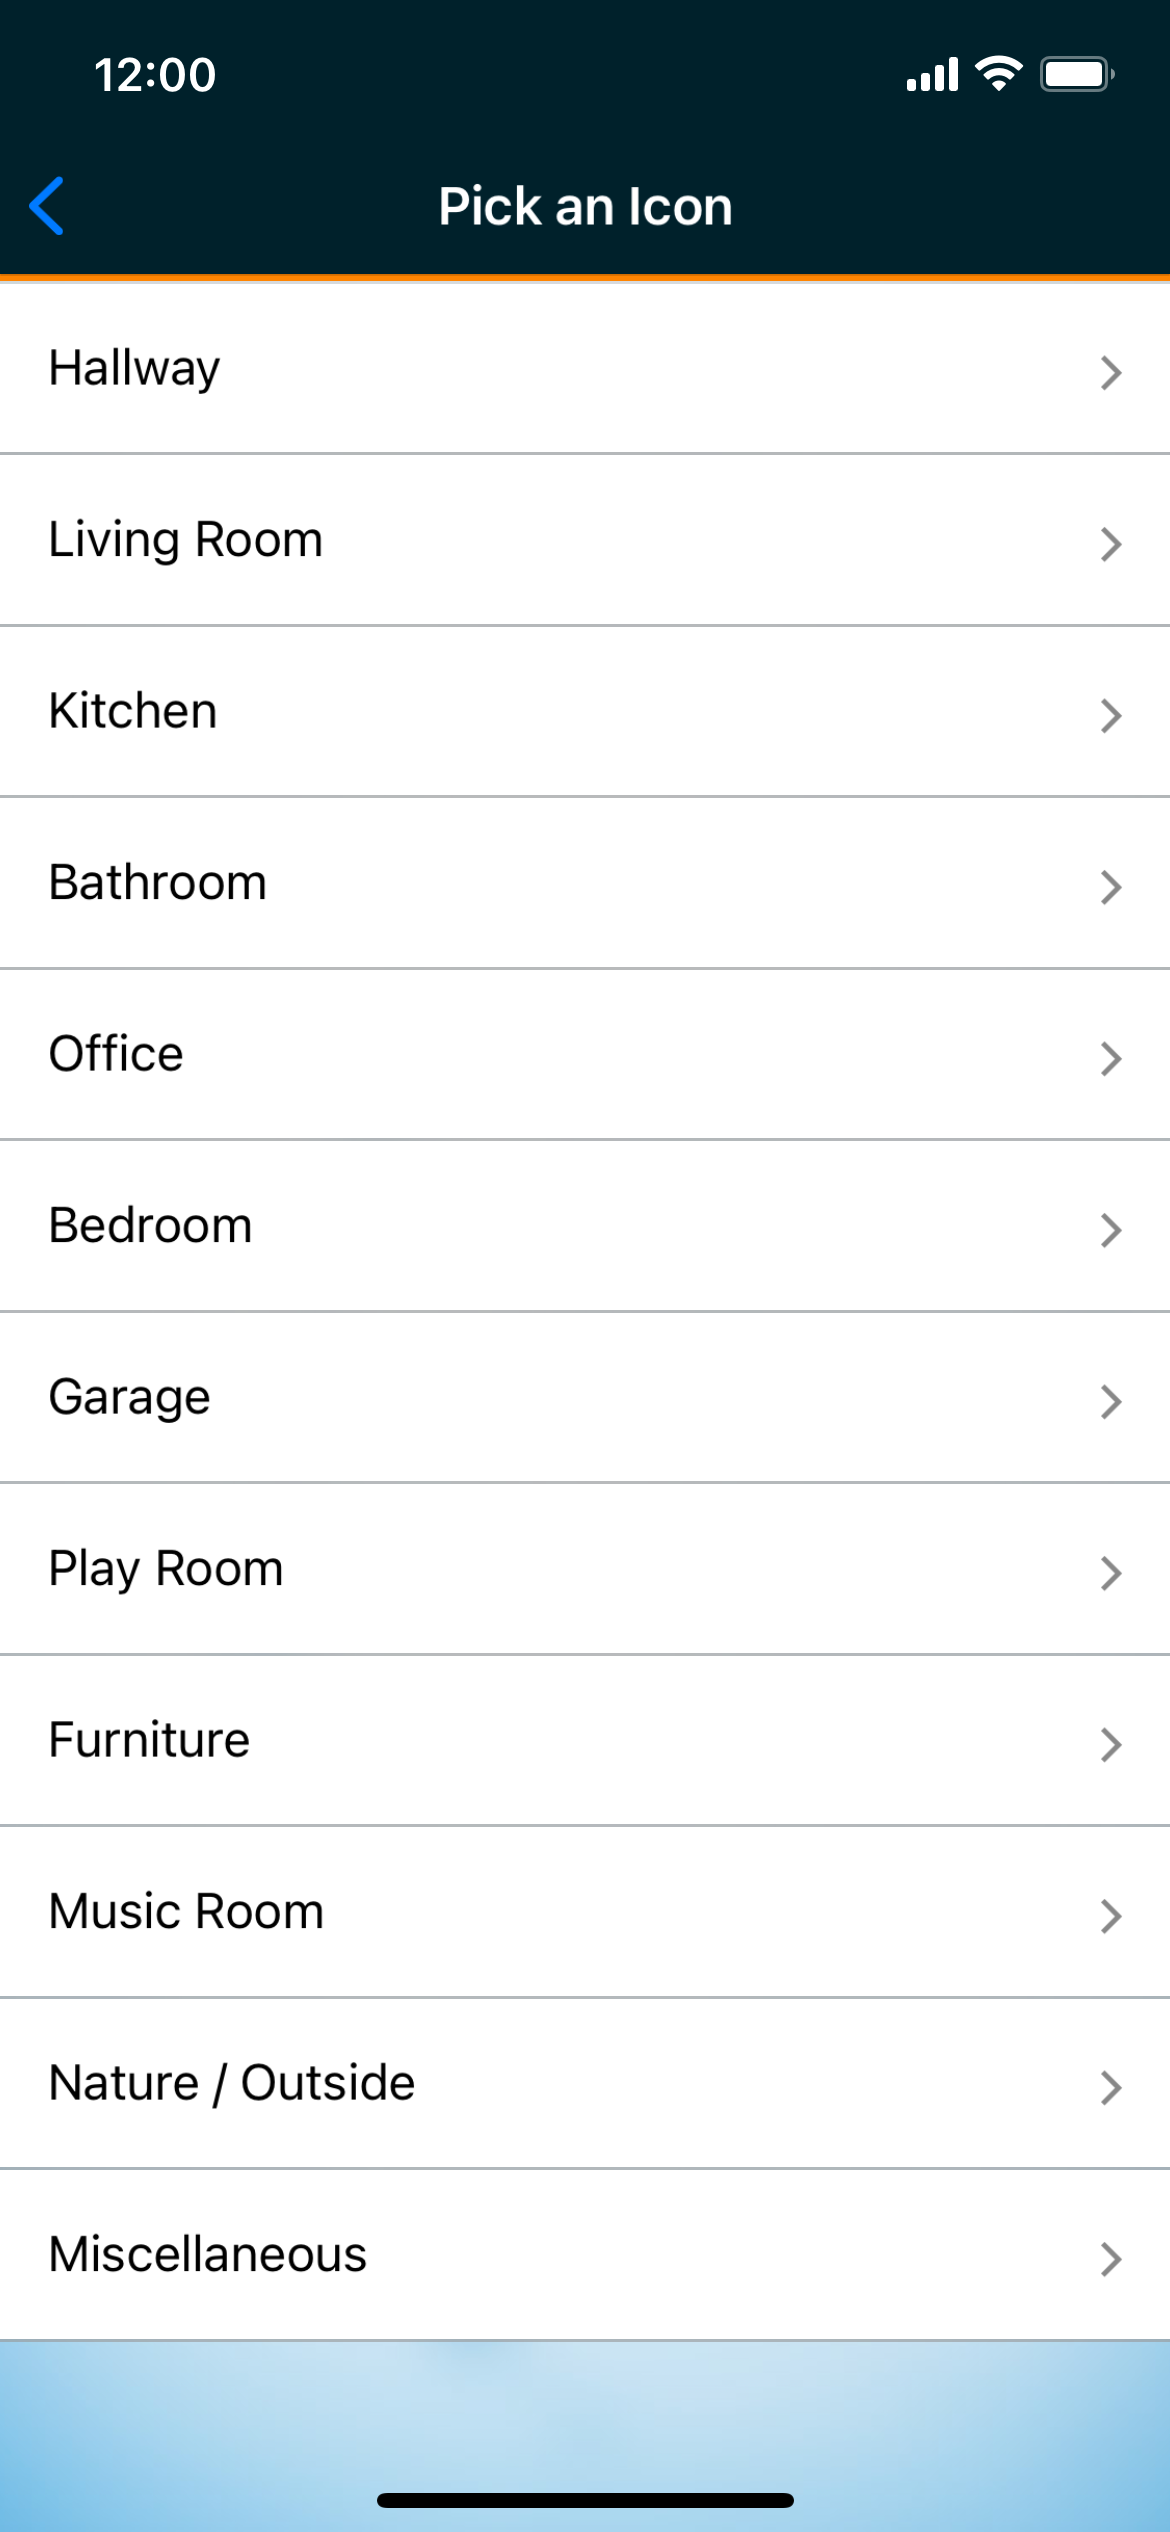 12:00
Pick an Icon
Hallway
Living Room
Kitchen
Bathroom
Office
Bedroom
Garage
Play Room
Furniture
Music Room
Nature / Outside
Miscellaneous